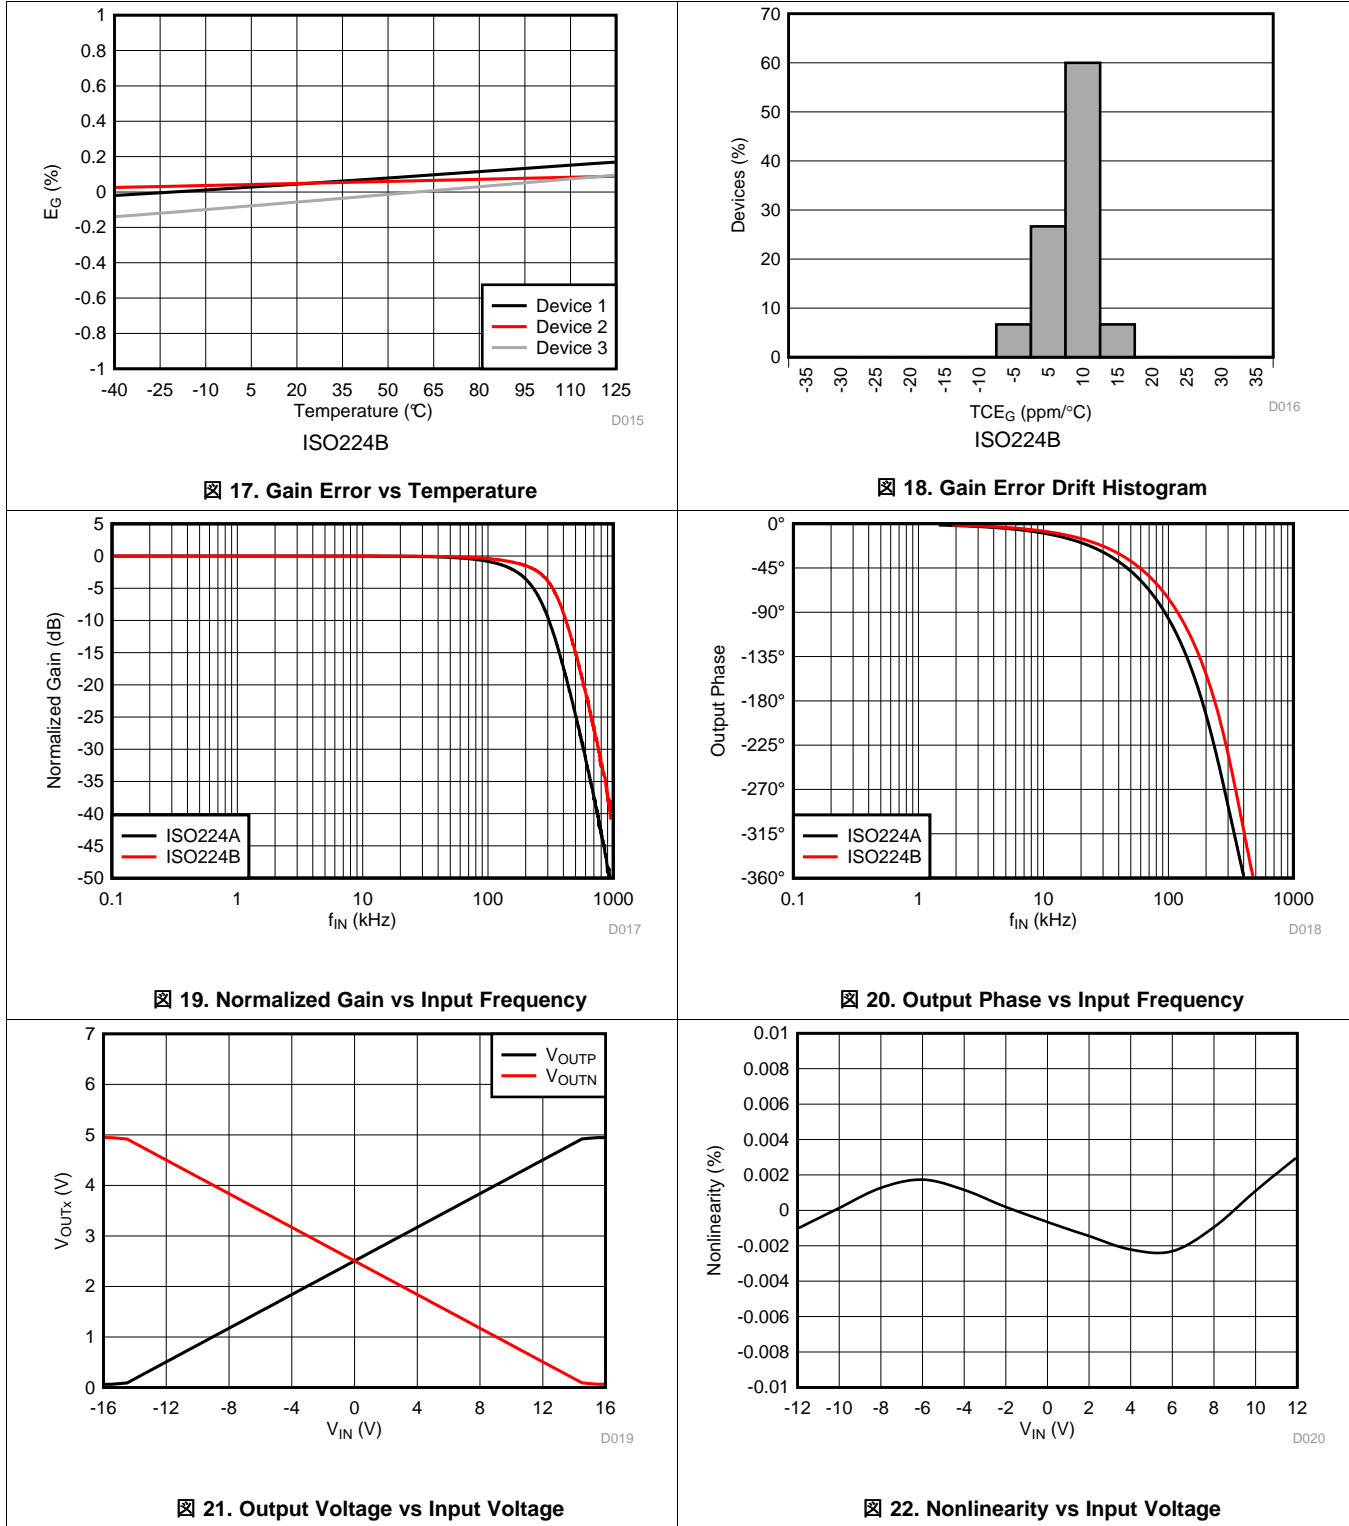 1
0.8
0.6
0.4
0.2
0
-0.2
-0.4
-0.6
-0.8
-1
E_G (%)
Device 1
Device 2
Device 3
-40 -25 -10 5 20 35 50 65 80 95 110 125
Temperature (°C)
D015
ISO224B
図 17. Gain Error vs Temperature
70
60
50
40
30
20
10
0
Devices (%)
-35 -30 -25 -20 -15 -10 -5 5 10 15 20 25 30 35
TCE_G (ppm/°C)
D016
ISO224B
図 18. Gain Error Drift Histogram
5
0
-5
-10
-15
-20
-25
-30
-35
-40
-45
-50
Normalized Gain (dB)
ISO224A
ISO224B
0.1 1 10 100 1000
f_IN (kHz)
D017
図 19. Normalized Gain vs Input Frequency
0°
-45°
-90°
-135°
-180°
-225°
-270°
-315°
-360°
Output Phase
ISO224A
ISO224B
0.1 1 10 100 1000
f_IN (kHz)
D018
図 20. Output Phase vs Input Frequency
7
6
5
4
3
2
1
0
V_OUTx (V)
V_OUTP
V_OUTN
-16 -12 -8 -4 0 4 8 12 16
V_IN (V)
D019
図 21. Output Voltage vs Input Voltage
0.01
0.008
0.006
0.004
0.002
0
-0.002
-0.004
-0.006
-0.008
-0.01
Nonlinearity (%)
-12 -10 -8 -6 -4 -2 0 2 4 6 8 10 12
V_IN (V)
D020
図 22. Nonlinearity vs Input Voltage